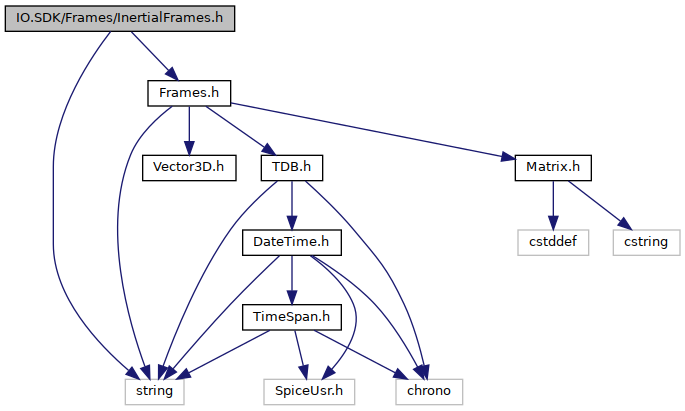 IO.SDK/Frames/InertialFrames.h
Frames.h
Vector3D.h
TDB.h
Matrix.h
DateTime.h
cstddef
cstring
TimeSpan.h
string
SpiceUsr.h
chrono